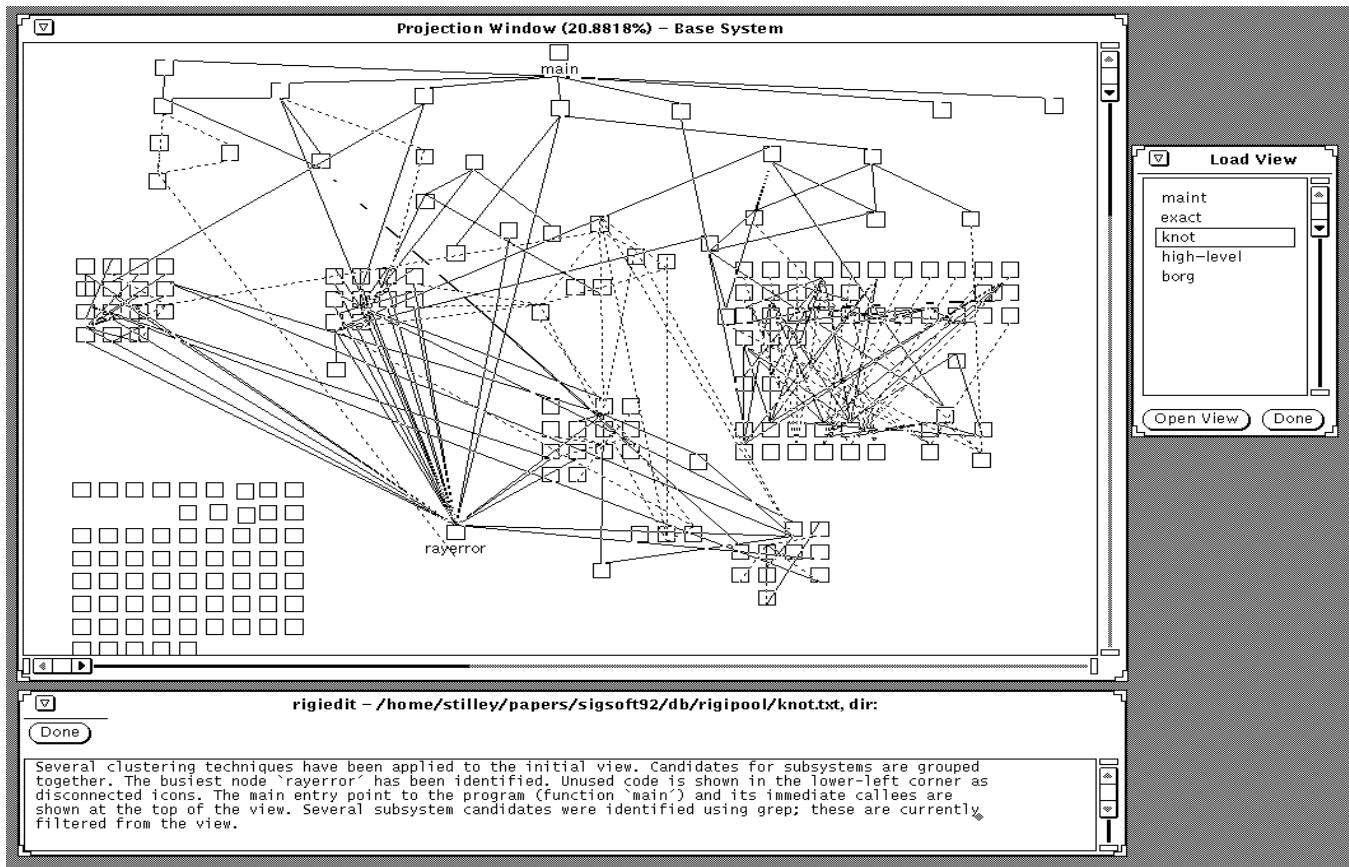 Projection Window (20.8818%) – Base System
main
rayerror
Load View
maint
exact
knot
high–level
borg
Open View
Done
rigiedit – /home/stilley/papers/sigsoft92/db/rigipool/knot.txt, dir:
Done
Several clustering techniques have been applied to the initial view. Candidates for subsystems are grouped
together. The busiest node `rayerror´ has been identified. Unused code is shown in the lower–left corner as
disconnected icons. The main entry point to the program (function `main´) and its immediate callees are
shown at the top of the view. Several subsystem candidates were identified using grep; these are currently
filtered from the view.